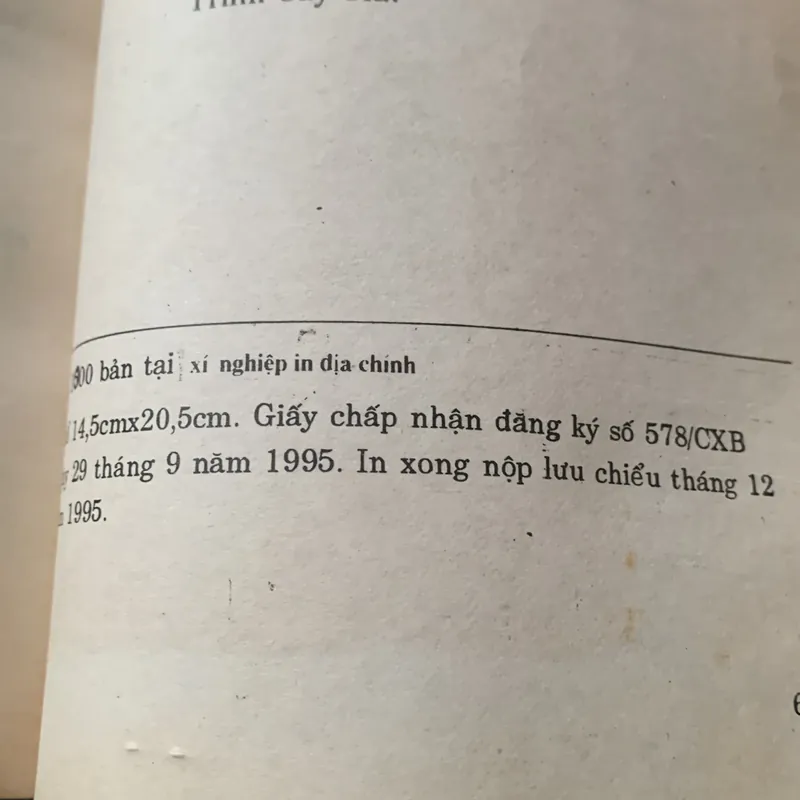 bản tại xí nghiệp in địa chính
14,5cmx20,5cm. Giấy chấp nhận đăng ký số 578/CXB
29 tháng 9 năm 1995. In xong nộp lưu chiểu tháng 12
1995.